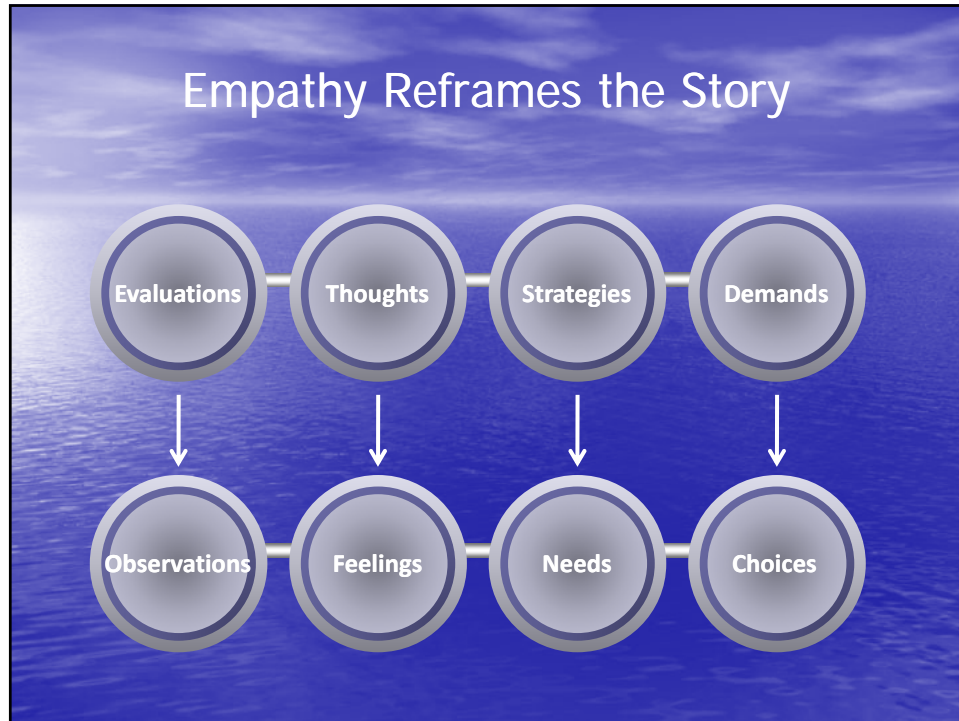 Empathy Reframes the Story
Evaluations Thoughts Strategies Demands
Observations Feelings Needs Choices